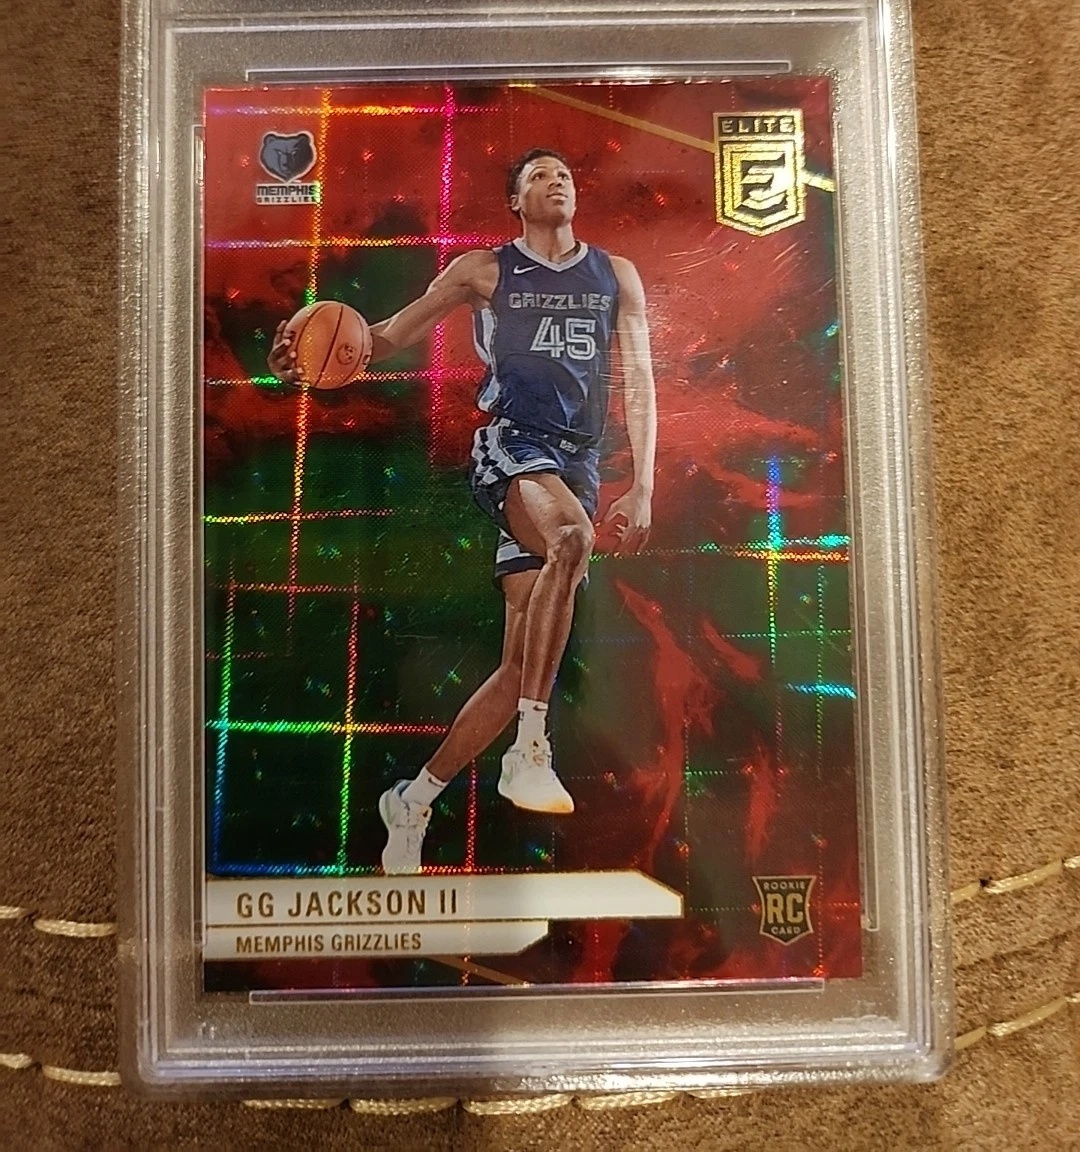 MEMPHIS
GRIZZLIES
ELITE
E
GRIZZLIES
45
GG JACKSON II
MEMPHIS GRIZZLIES
ROOKIE
RC
CARD